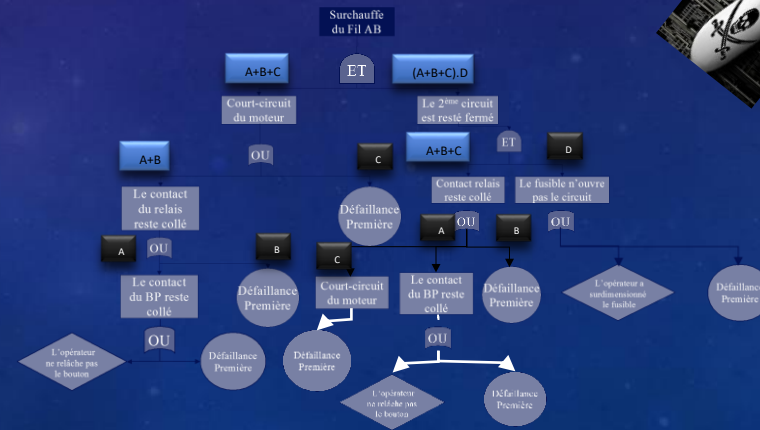 Surchauffe
du Fil AB
A+B+C
ET
(A+B+C).D
Court-circuit
du moteur
Le 2ème circuit
est resté fermé
OU
ET
A+B
C
A+B+C
D
Le contact
du relais
reste collé
Défaillance
Première
Contact relais
reste collé
Le fusible n'ouvre
pas le circuit
A
OU
B
C
A
OU
B
OU
Le contact
du BP reste
collé
Défaillance
Première
Court-circuit
du moteur
Le contact
du BP reste
collé
Défaillance
Première
L'opérateur a
surdimensionné
le fusible
Défaillance
Première
OU
L'opérateur
ne relâche pas
le bouton
Défaillance
Première
Défaillance
Première
OU
L'opérateur
ne relâche pas
le bouton
Défaillance
Première